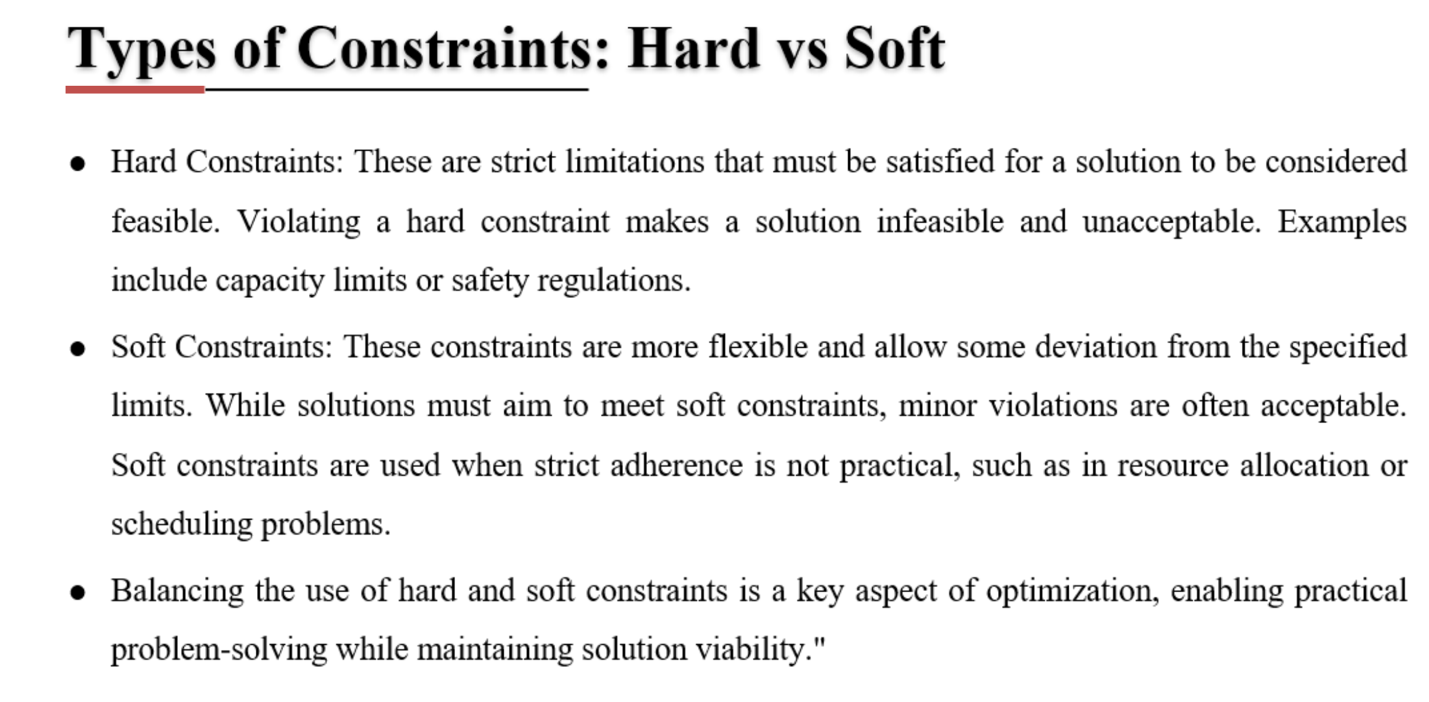 Types of Constraints: Hard vs Soft
● Hard Constraints: These are strict limitations that must be satisfied for a solution to be considered
feasible. Violating a hard constraint makes a solution infeasible and unacceptable. Examples
include capacity limits or safety regulations.
● Soft Constraints: These constraints are more flexible and allow some deviation from the specified
limits. While solutions must aim to meet soft constraints, minor violations are often acceptable.
Soft constraints are used when strict adherence is not practical, such as in resource allocation or
scheduling problems.
● Balancing the use of hard and soft constraints is a key aspect of optimization, enabling practical
problem-solving while maintaining solution viability."